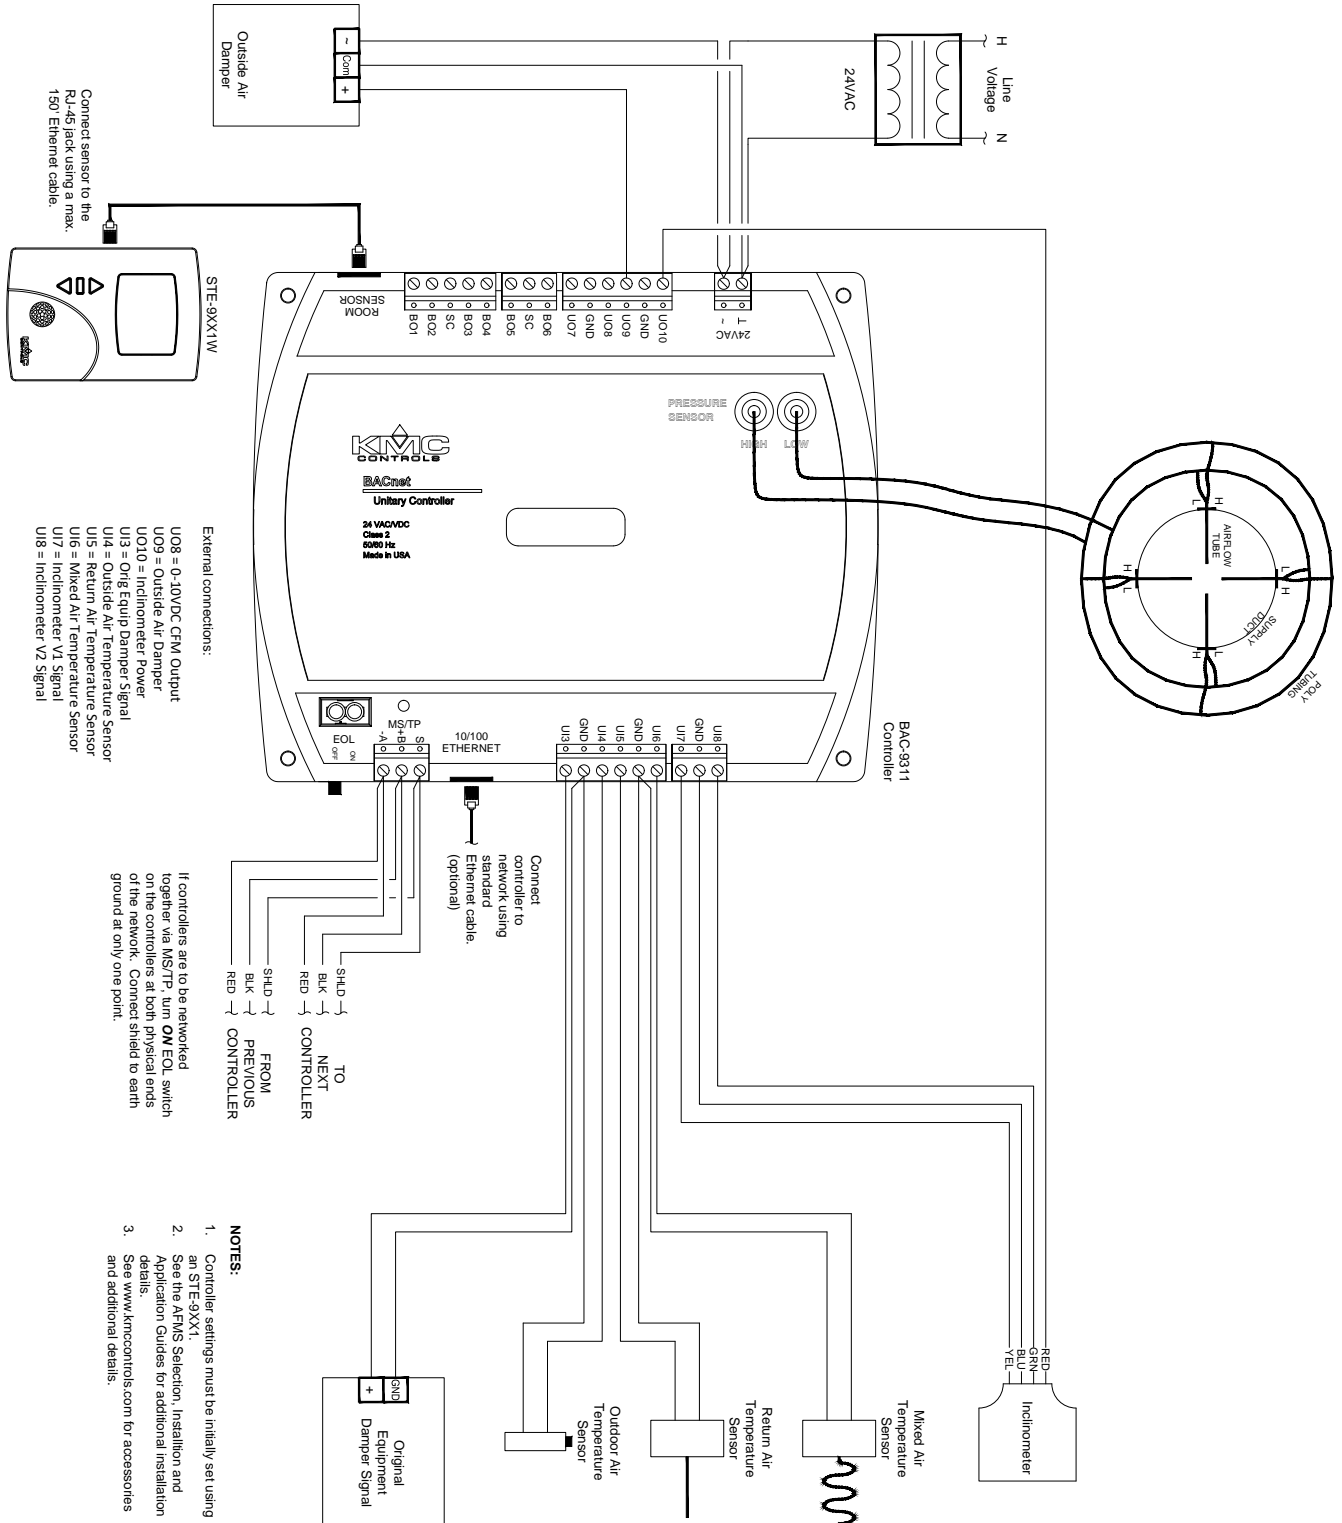 H
Line
Voltage
N
24VAC
Outside Air
Damper
~
Com
+
Connect sensor to the
RJ-45 jack using a max.
150' Ethernet cable.
STE-9XX1W
KMC
ROOM
SENSOR
BO1
BO2
SC
BO3
BO4
BO5
SC
BO6
UO7
GND
UO8
UO9
GND
UO10
~
⊥
24VAC
PRESSURE
SENSOR
HIGH
LOW
KMC
CONTROLS
BACnet
Unitary Controller
24 VAC/VDC
Class 2
50/60 Hz
Made in USA
AIRFLOW
TUBE
SUPPLY
DUCT
POLY
TUBING
H
L
H
L
L
H
L
H
BAC-9311
Controller
EOL
OFF
ON
MS/TP
-A
+B
S
10/100
ETHERNET
UI3
GND
UI4
UI5
GND
UI6
UI7
GND
UI8
External connections:
UO8 = 0-10VDC CFM Output
UO9 = Outside Air Damper
UO10 = Inclinometer Power
UI3 = Orig Equip Damper Signal
UI4 = Outside Air Temperature Sensor
UI5 = Return Air Temperature Sensor
UI6 = Mixed Air Temperature Sensor
UI7 = Inclinometer V1 Signal
UI8 = Inclinometer V2 Signal
Connect
controller to
network using
standard
Ethernet cable.
(optional)
SHLD
BLK
RED
TO
NEXT
CONTROLLER
SHLD
BLK
RED
FROM
PREVIOUS
CONTROLLER
If controllers are to be networked
together via MS/TP, turn ON EOL switch
on the controllers at both physical ends
of the network. Connect shield to earth
ground at only one point.
RED
GRN
BLU
YEL
Inclinometer
Mixed Air
Temperature
Sensor
Return Air
Temperature
Sensor
Outdoor Air
Temperature
Sensor
GND
+
Original
Equipment
Damper Signal
NOTES:
1. Controller settings must be initially set using
an STE-9XX1.
2. See the AFMS Selection, Installtion and
Application Guides for additional installation
details.
3. See www.kmccontrols.com for accessories
and additional details.